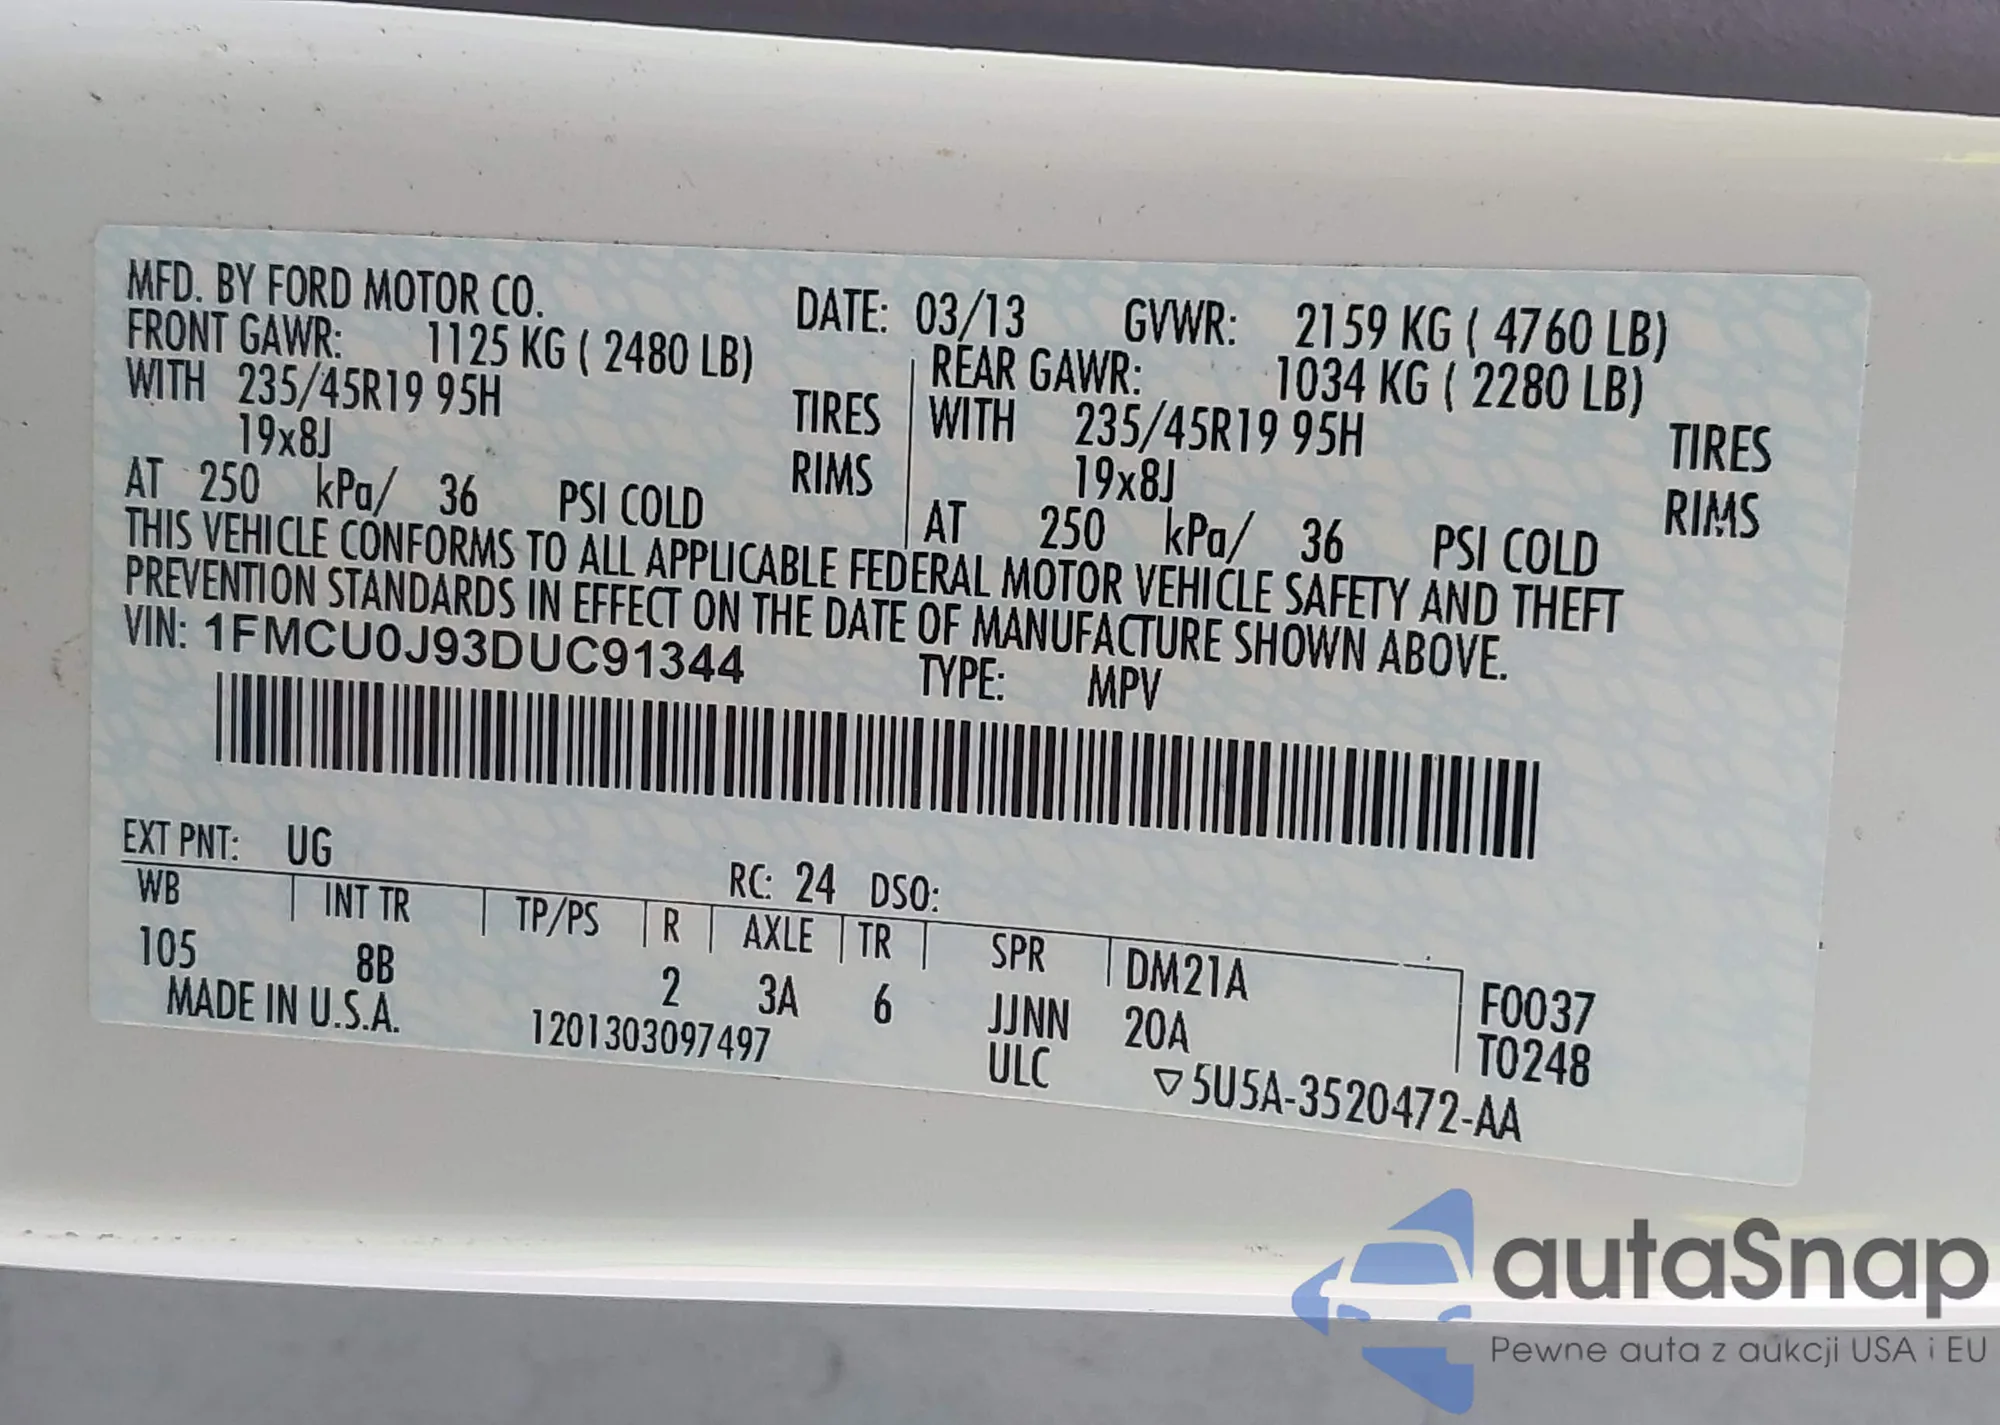 MFD. BY FORD MOTOR CO. DATE: 03/13 GVWR: 2159 KG ( 4760 LB)
FRONT GAWR: 1125 KG ( 2480 LB) REAR GAWR: 1034 KG ( 2280 LB)
WITH 235/45R19 95H TIRES WITH 235/45R19 95H TIRES
19x8J RIMS 19x8J RIMS
AT 250 kPa/ 36 PSI COLD AT 250 kPa/ 36 PSI COLD
THIS VEHICLE CONFORMS TO ALL APPLICABLE FEDERAL MOTOR VEHICLE SAFETY AND THEFT
PREVENTION STANDARDS IN EFFECT ON THE DATE OF MANUFACTURE SHOWN ABOVE.
VIN: 1FMCU0J93DUC91344 TYPE: MPV
EXT PNT: UG RC: 24 DSO:
WB INT TR TP/PS R AXLE TR SPR DM21A F0037
105 8B 2 3A 6 JJNN 20A T0248
MADE IN U.S.A. 1201303097497 ULC ▽5U5A-3520472-AA
autaSnap
Pewne auta z aukcji USA i EU